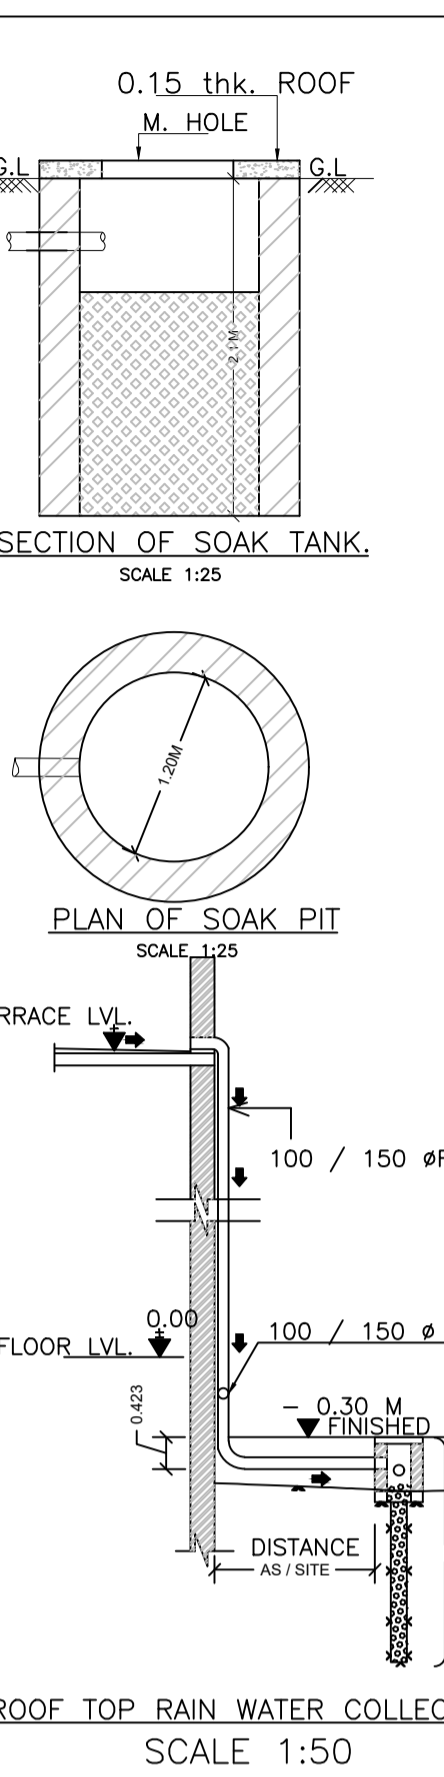 0.15 thk. ROOF
M. HOLE
G.L
G.L
2.1M
SECTION OF SOAK TANK.
SCALE 1:25
1.20M
PLAN OF SOAK PIT
SCALE 1:25
RRACE LVL.
100 / 150 ØR
0.00
FLOOR LVL.
100 / 150 Ø
0.423
- 0.30 M
FINISHED
DISTANCE
AS / SITE
ROOF TOP RAIN WATER COLLEC
SCALE 1:50